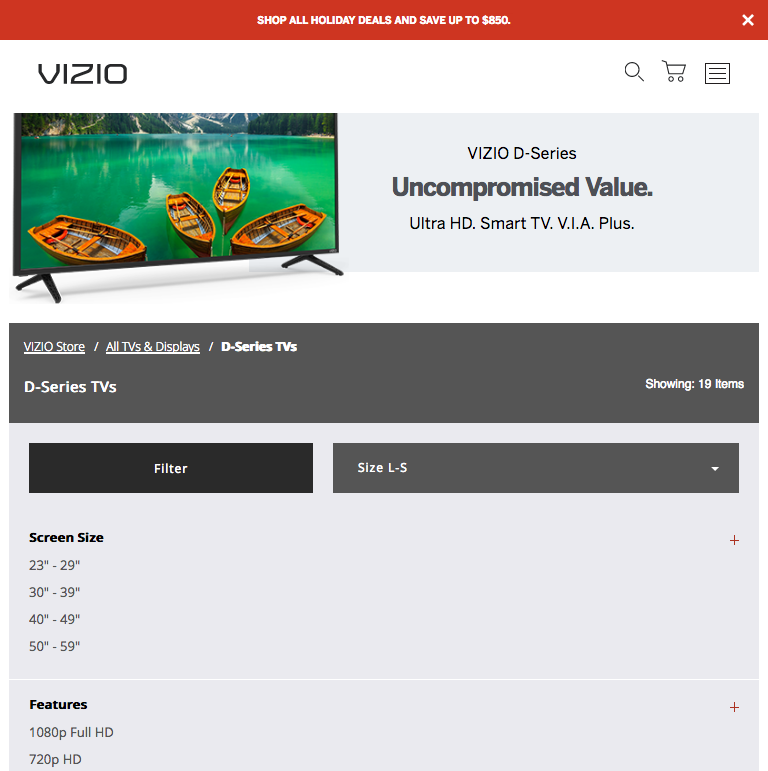 SHOP ALL HOLIDAY DEALS AND SAVE UP TO $850.
VIZIO
VIZIO D-Series
Uncompromised Value.
Ultra HD. Smart TV. V.I.A. Plus.
VIZIO Store / All TVs & Displays / D-Series TVs
D-Series TVs
Showing: 19 Items
Filter
Size L-S
Screen Size
23" - 29"
30" - 39"
40" - 49"
50" - 59"
Features
1080p Full HD
720p HD